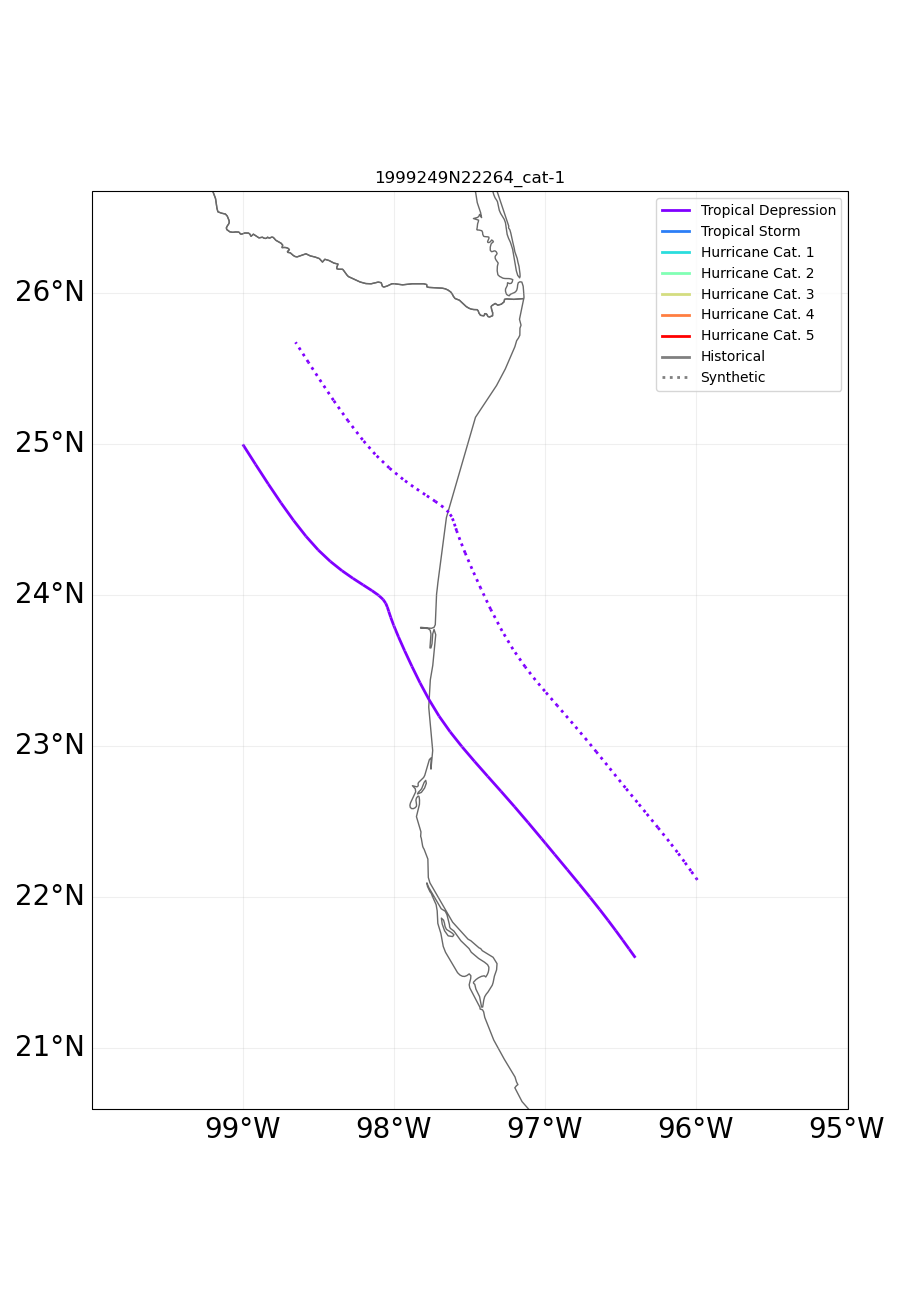 1999249N22264_cat-1
Tropical Depression
Tropical Storm
Hurricane Cat. 1
Hurricane Cat. 2
Hurricane Cat. 3
Hurricane Cat. 4
Hurricane Cat. 5
Historical
Synthetic
26°N
25°N
24°N
23°N
22°N
21°N
99°W 98°W 97°W 96°W 95°W